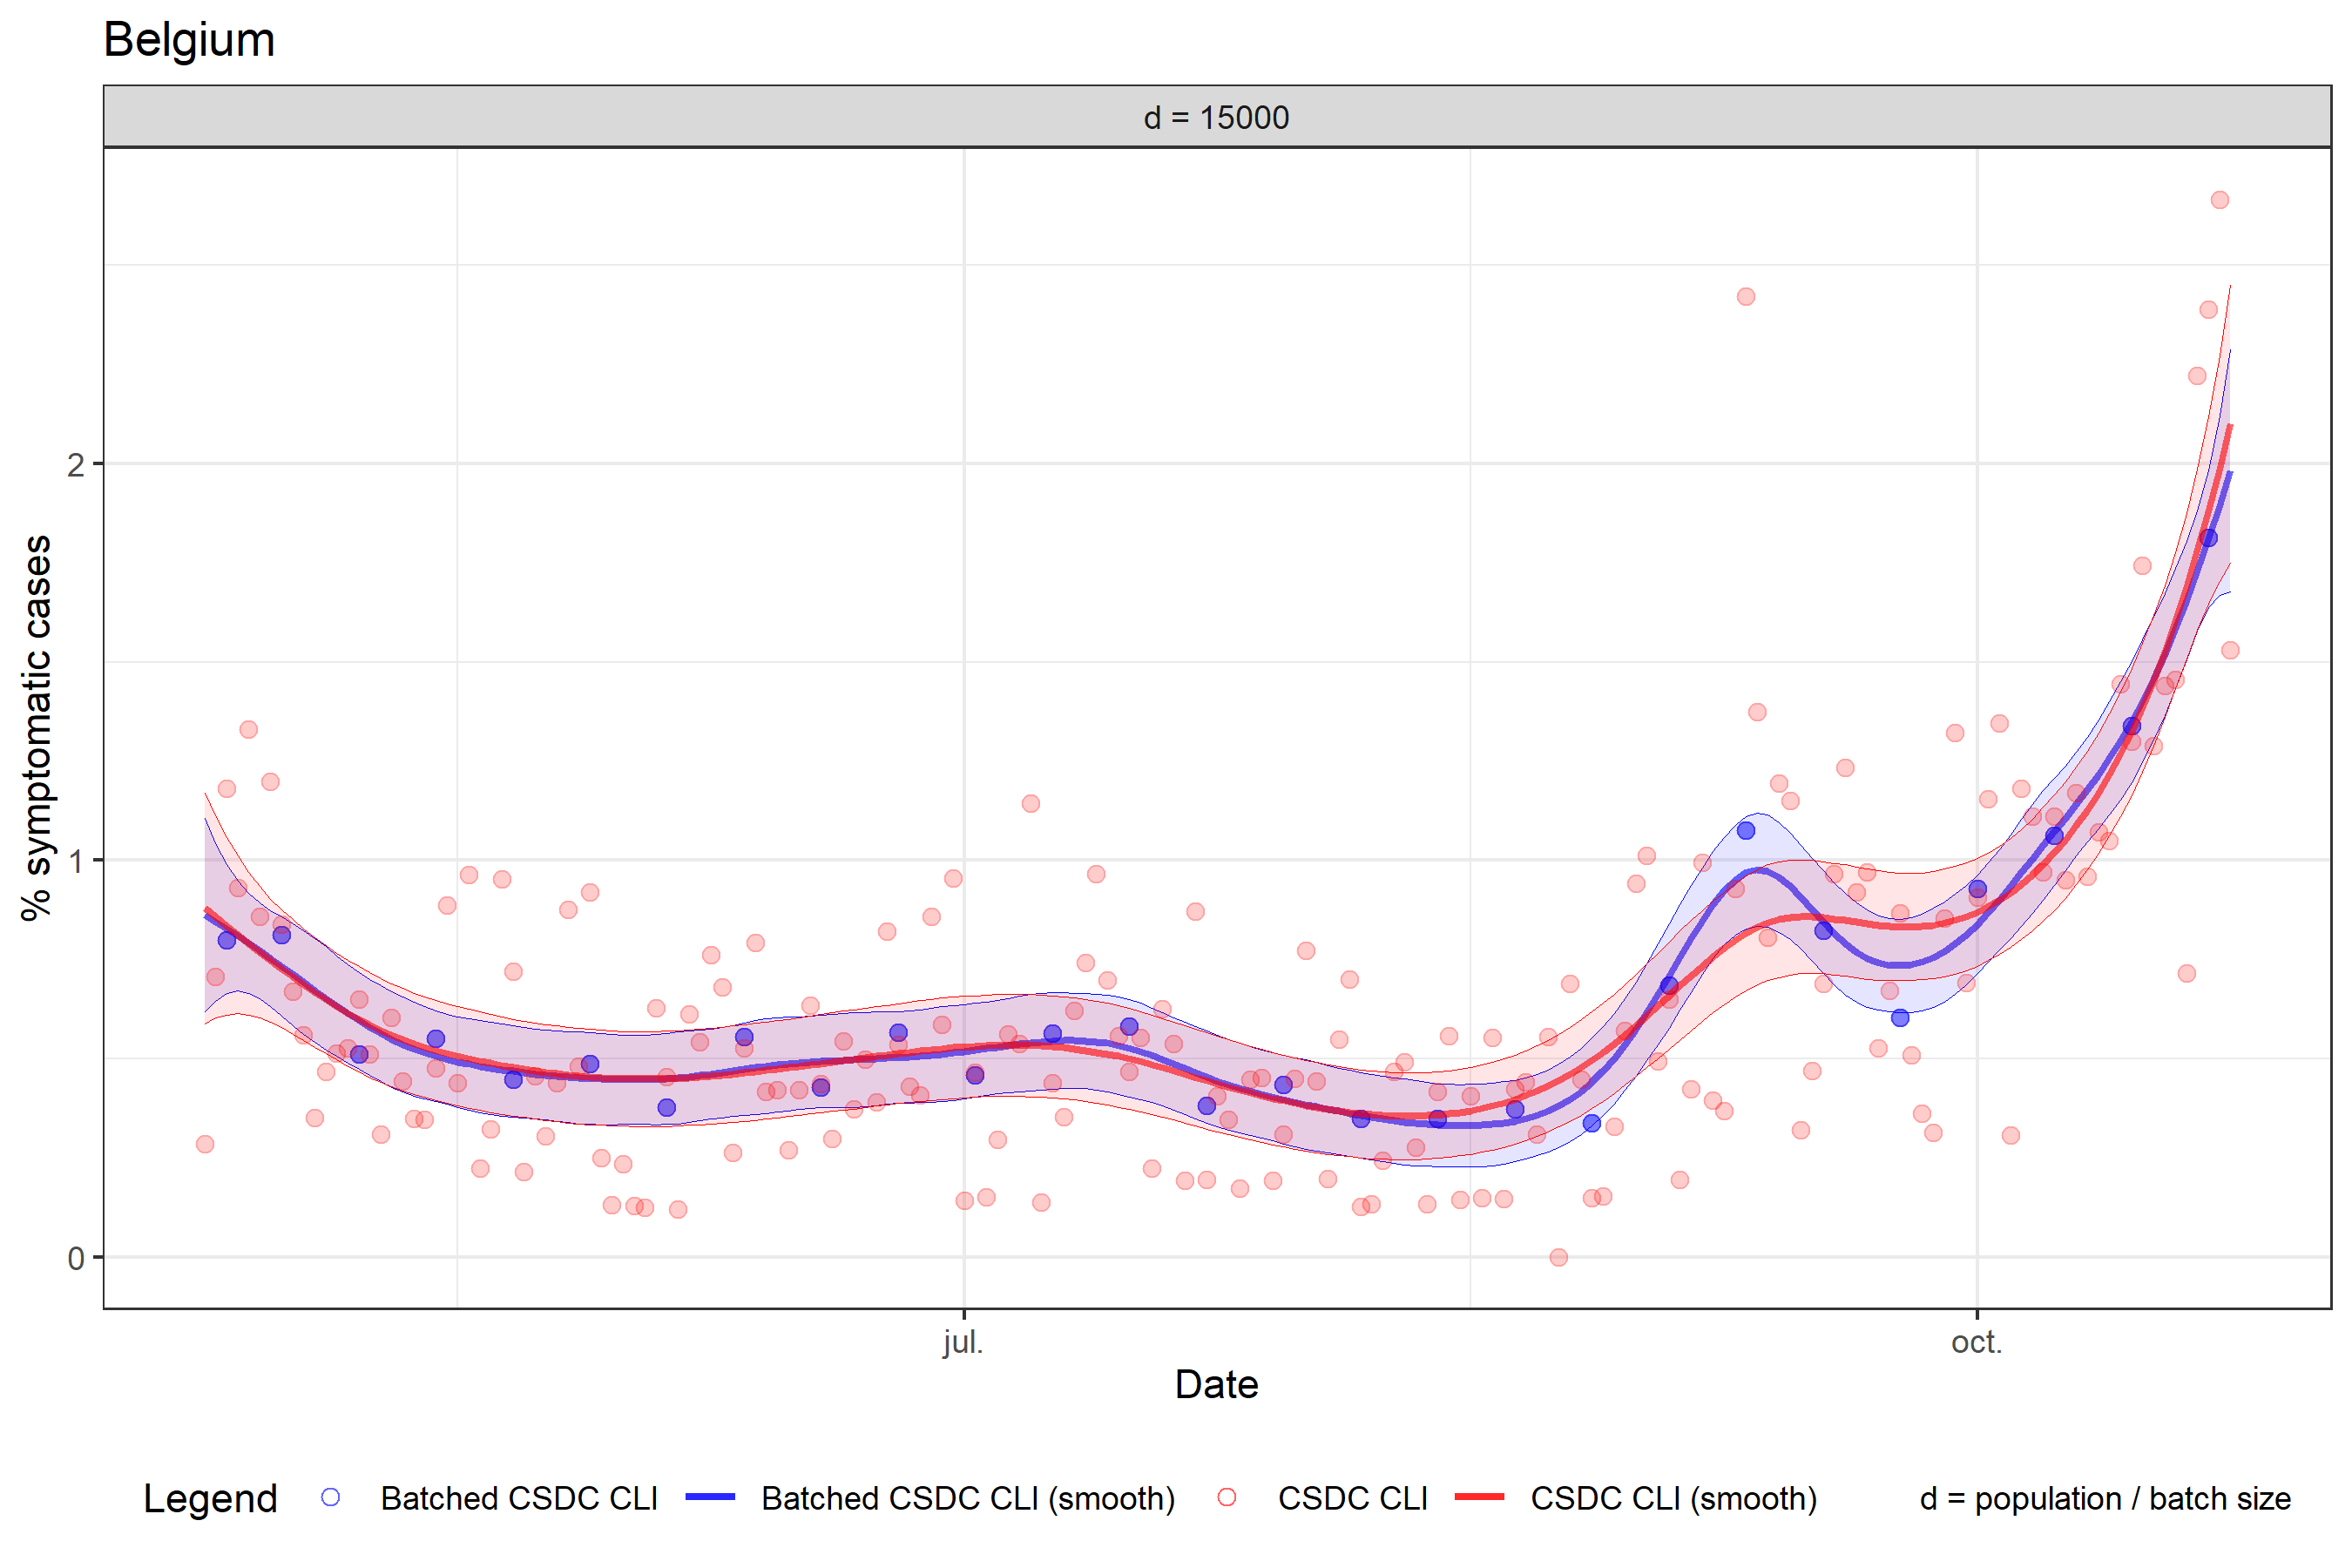 Belgium
d = 15000
% symptomatic cases
2
1
0
jul.
oct.
Date
Legend
Batched CSDC CLI
Batched CSDC CLI (smooth)
CSDC CLI
CSDC CLI (smooth)
d = population / batch size